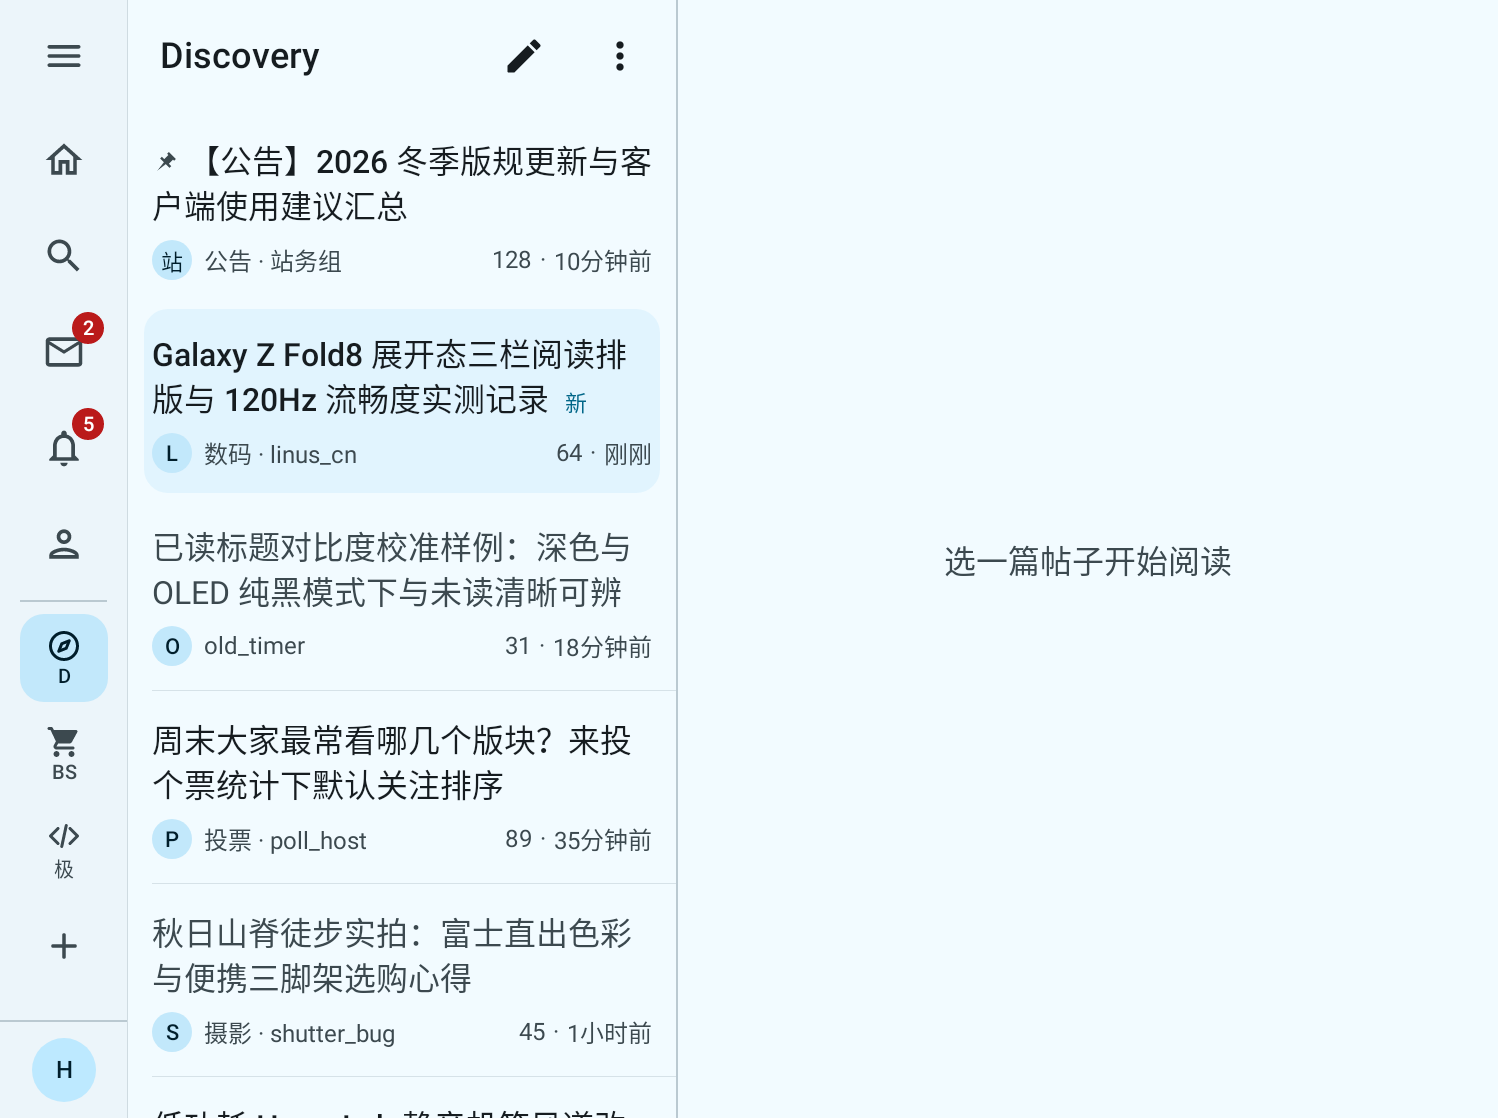 Discovery
【公告】2026 冬季版规更新与客
户端使用建议汇总
站 公告 · 站务组 128 · 10分钟前
2
Galaxy Z Fold8 展开态三栏阅读排
版与 120Hz 流畅度实测记录 新
L 数码 · linus_cn 64 · 刚刚
5
已读标题对比度校准样例：深色与
OLED 纯黑模式下与未读清晰可辨
O old_timer 31 · 18分钟前
D
周末大家最常看哪几个版块？来投
个票统计下默认关注排序
P 投票 · poll_host 89 · 35分钟前
BS
极
秋日山脊徒步实拍：富士直出色彩
与便携三脚架选购心得
S 摄影 · shutter_bug 45 · 1小时前
H
选一篇帖子开始阅读